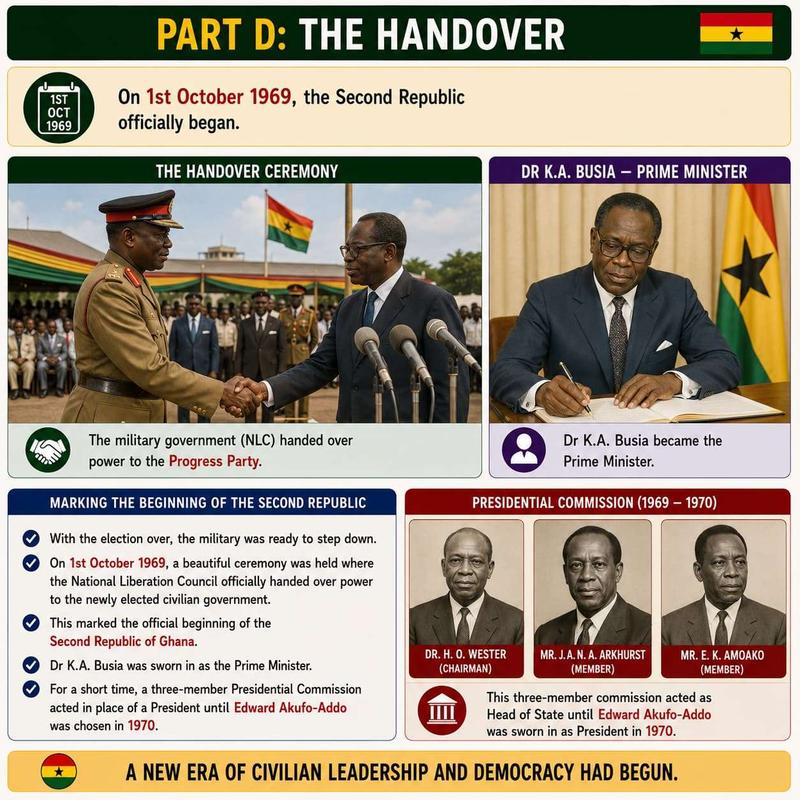 PART D: THE HANDOVER
1ST
OCT
1969
On 1st October 1969, the Second Republic
officially began.
THE HANDOVER CEREMONY
The military government (NLC) handed over
power to the Progress Party.
DR K.A. BUSIA — PRIME MINISTER
Dr K.A. Busia became the
Prime Minister.
MARKING THE BEGINNING OF THE SECOND REPUBLIC
With the election over, the military was ready to step down.
On 1st October 1969, a beautiful ceremony was held where
the National Liberation Council officially handed over power
to the newly elected civilian government.
This marked the official beginning of the
Second Republic of Ghana.
Dr K.A. Busia was sworn in as the Prime Minister.
For a short time, a three-member Presidential Commission
acted in place of a President until Edward Akufo-Addo
was chosen in 1970.
PRESIDENTIAL COMMISSION (1969 – 1970)
DR. H. O. WESTER
(CHAIRMAN)
MR. J. A. N. A. ARKHURST
(MEMBER)
MR. E. K. AMOAKO
(MEMBER)
This three-member commission acted as
Head of State until Edward Akufo-Addo
was sworn in as President in 1970.
A NEW ERA OF CIVILIAN LEADERSHIP AND DEMOCRACY HAD BEGUN.